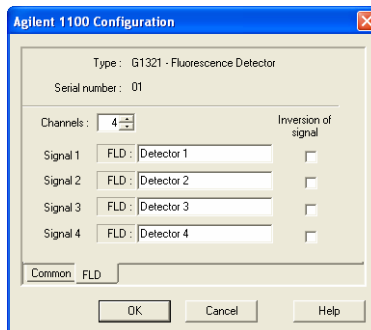 Agilent 1100 Configuration
Type : G1321 - Fluorescence Detector
Serial number : 01
Channels : 4
Inversion of
signal
Signal 1 FLD : Detector 1
Signal 2 FLD : Detector 2
Signal 3 FLD : Detector 3
Signal 4 FLD : Detector 4
Common FLD
OK Cancel Help